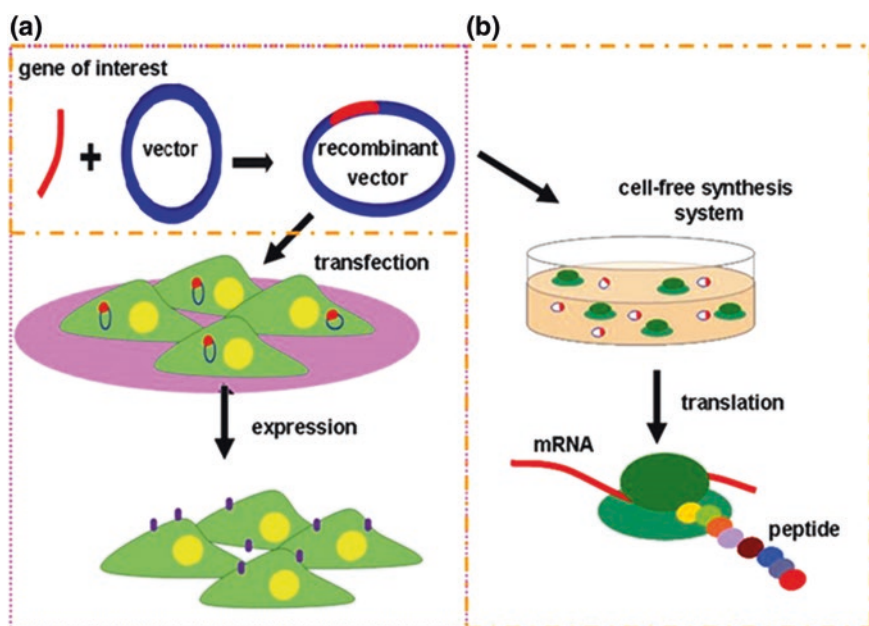 (a)
gene of interest
vector
recombinant
vector
transfection
expression
(b)
cell-free synthesis
system
translation
mRNA
peptide